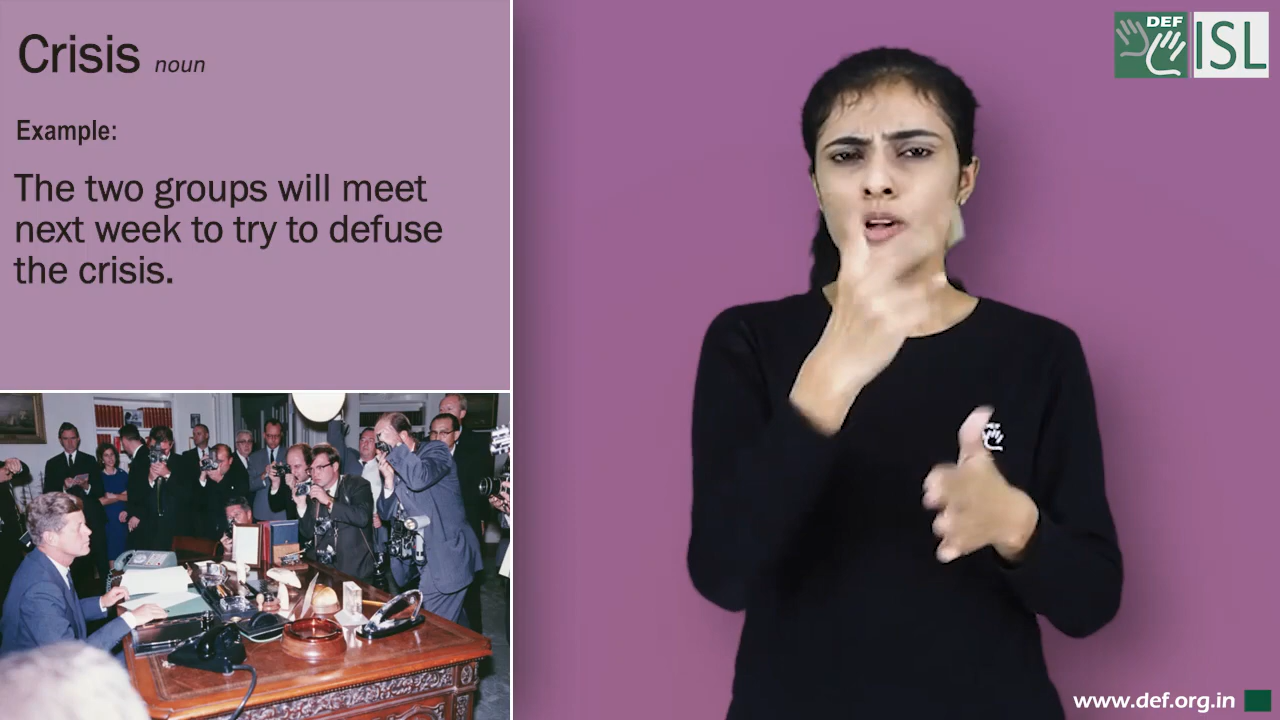 Crisis noun
Example:
The two groups will meet
next week to try to defuse
the crisis.
DEF
ISL
www.def.org.in